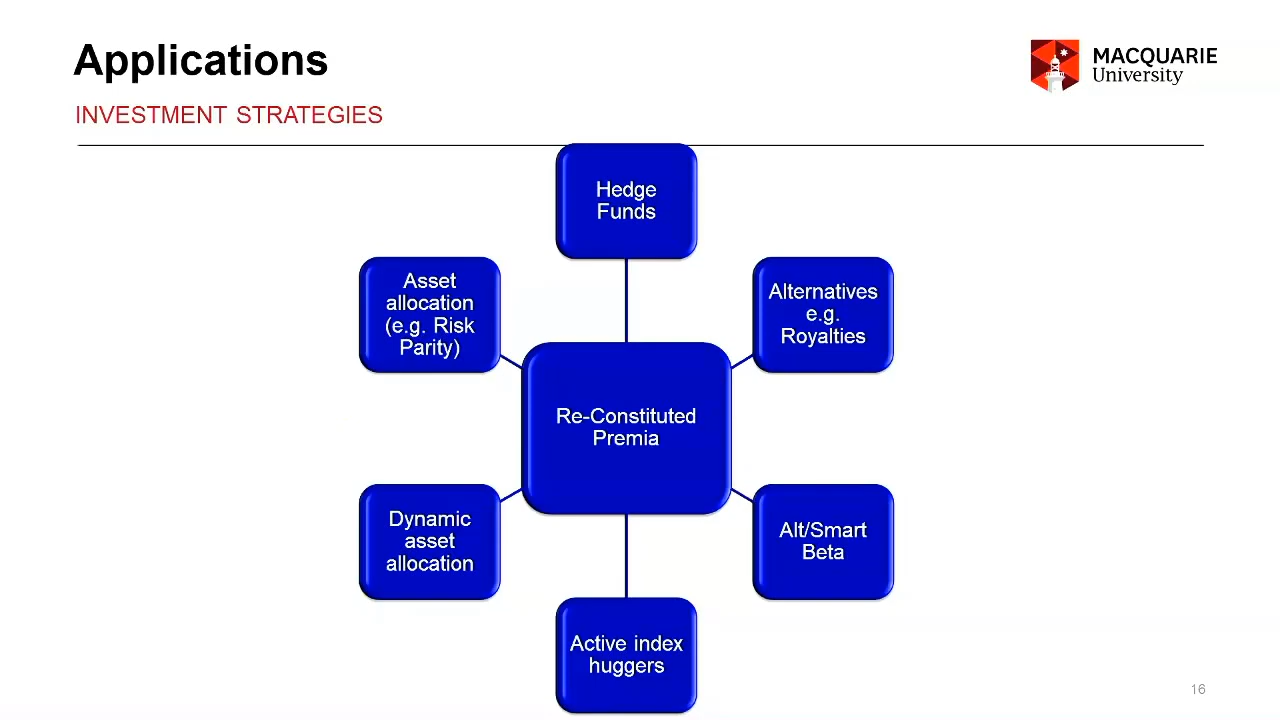 Applications
INVESTMENT STRATEGIES
MACQUARIE
University
Hedge
Funds
Asset
allocation
(e.g. Risk
Parity)
Alternatives
e.g.
Royalties
Re-Constituted
Premia
Dynamic
asset
allocation
Alt/Smart
Beta
Active index
huggers
16